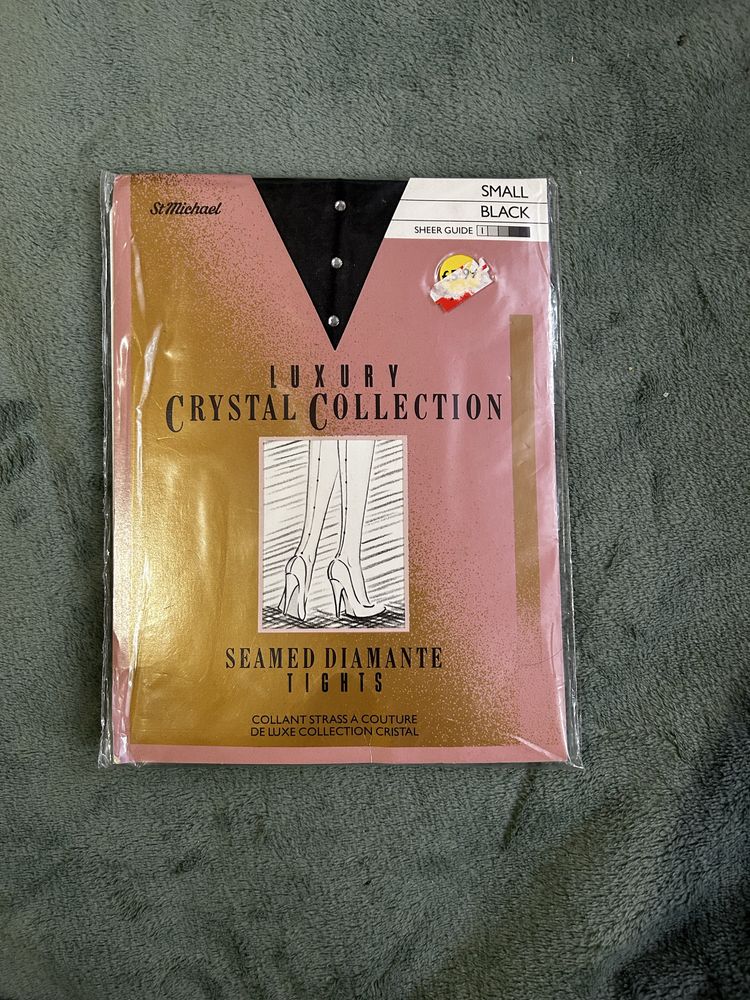 St Michael
SMALL
BLACK
SHEER GUIDE 1
LUXURY
CRYSTAL COLLECTION
SEAMED DIAMANTE
TIGHTS
COLLANT STRASS A COUTURE
DE LUXE COLLECTION CRISTAL